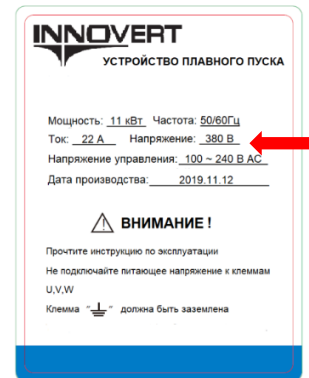 INNOVERT
УСТРОЙСТВО ПЛАВНОГО ПУСКА
Мощность: 11 кВт Частота: 50/60Гц
Ток: 22 А Напряжение: 380 В
Напряжение управления: 100 ~ 240 В AC
Дата производства: 2019.11.12
ВНИМАНИЕ !
Прочтите инструкцию по эксплуатации
Не подключайте питающее напряжение к клеммам
U,V,W
Клемма "⏚" должна быть заземлена